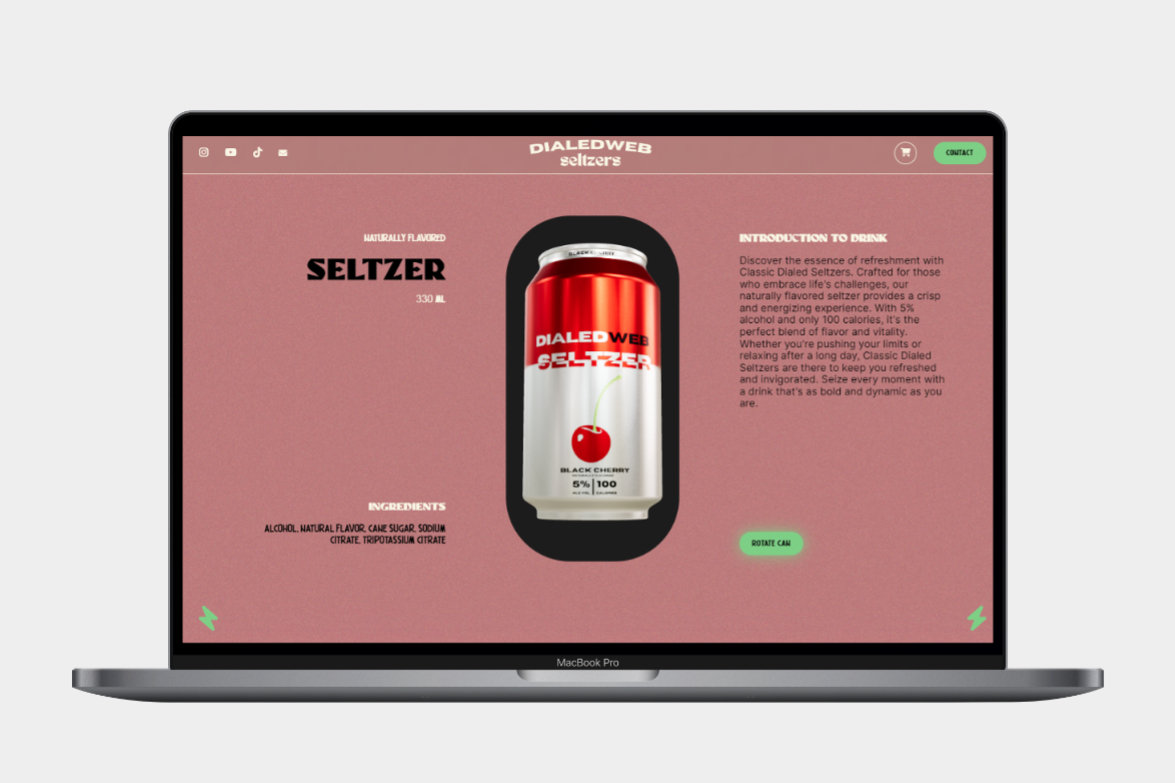 DIALEDWEB
seltzers
CONTACT
NATURALLY FLAVORED
SELTZER
330 ML
INGREDIENTS
ALCOHOL, NATURAL FLAVOR, CANE SUGAR, SODIUM
CITRATE, TRIPOTASSIUM CITRATE
DIALEDWEB
SELTZER
BLACK CHERRY
5% | 100
CALORIES
INTRODUCTION TO DRINK
Discover the essence of refreshment with
Classic Dialed Seltzers. Crafted for those
who embrace life's challenges, our
naturally flavored seltzer provides a crisp
and energizing experience. With 5%
alcohol and only 100 calories, it's the
perfect blend of flavor and vitality.
Whether you're pushing your limits or
relaxing after a long day, Classic Dialed
Seltzers are there to keep you refreshed
and invigorated. Seize every moment with
a drink that's as bold and dynamic as you
are.
ROTATE CAN
MacBook Pro